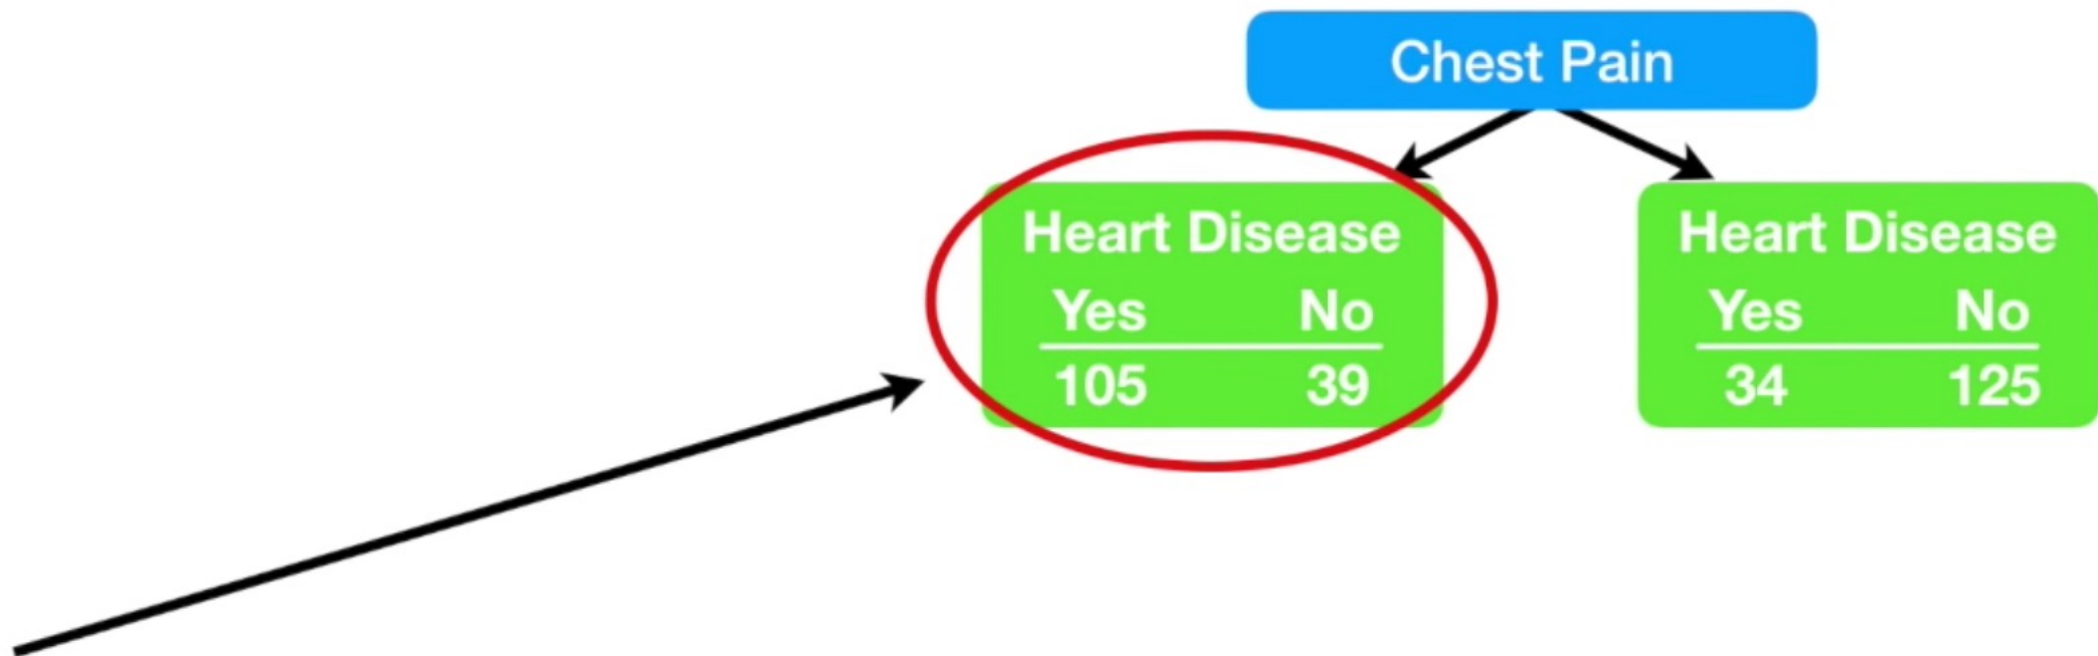 Chest Pain
Heart Disease
Yes No
105 39
Heart Disease
Yes No
34 125